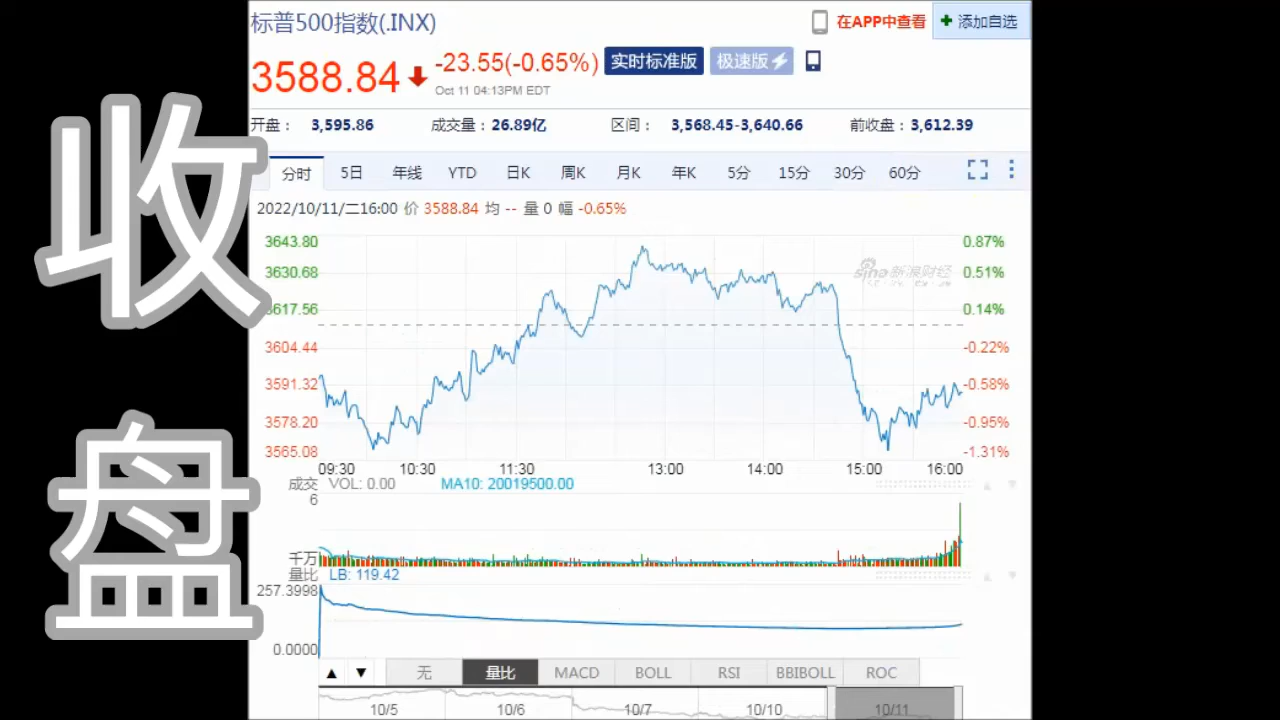 收
盘
标普500指数(.INX)
在APP中查看
添加自选
3588.84
-23.55(-0.65%)
实时标准版
极速版
Oct 11 04:13PM EDT
开盘： 3,595.86
成交量：26.89亿
区间： 3,568.45-3,640.66
前收盘：3,612.39
分时 5日 年线 YTD 日K 周K 月K 年K 5分 15分 30分 60分
2022/10/11/二16:00 价 3588.84 均 -- 量 0 幅 -0.65%
3643.80 0.87%
3630.68 0.51%
sina 新浪财经
3617.56 0.14%
3604.44 -0.22%
3591.32 -0.58%
3578.20 -0.95%
3565.08 -1.31%
09:30 10:30 11:30 13:00 14:00 15:00 16:00
成交 VOL: 0.00 MA10: 20019500.00
6
千万
量比 LB: 119.42
257.3998
0.0000
▲ ▼ 无 量比 MACD BOLL RSI BBIBOLL ROC
10/5 10/6 10/7 10/10 10/11